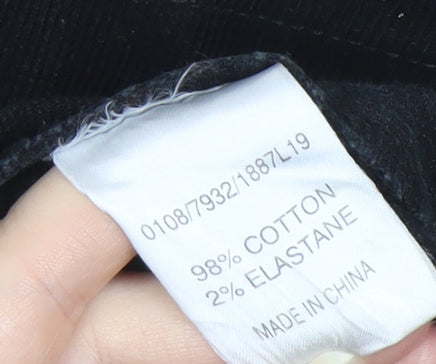 0108/7932/1887L19
98% COTTON
2% ELASTANE
MADE IN CHINA